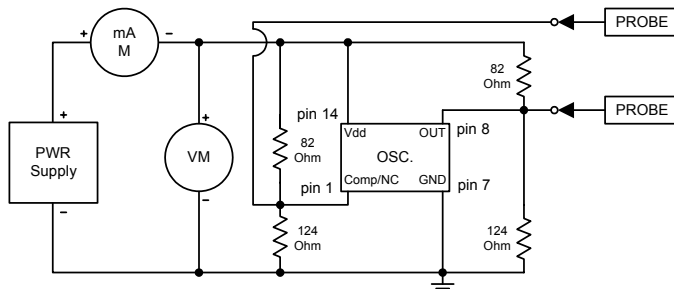 mA
M
+
-
PROBE
82
Ohm
PROBE
+
PWR
Supply
-
+
VM
-
82
Ohm
pin 14
Vdd
OUT
pin 8
OSC.
Comp/NC
GND
pin 1
pin 7
124
Ohm
124
Ohm